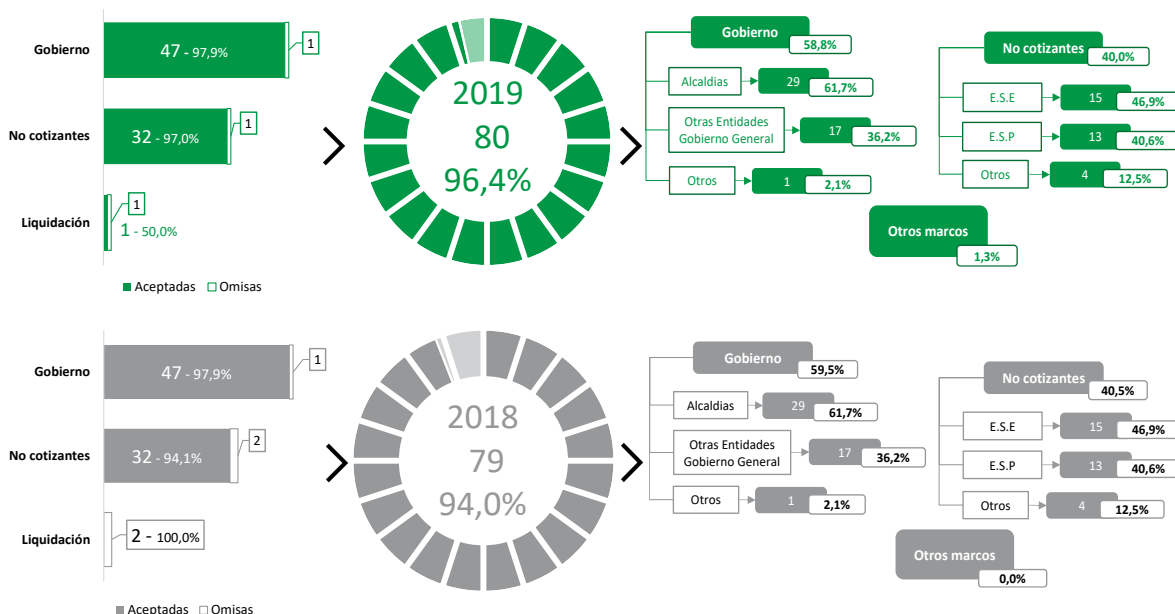 Gobierno
47 - 97,9%
1
No cotizantes
32 - 97,0%
1
Liquidación
1
1 - 50,0%
Aceptadas Omisas
2019
80
96,4%
Gobierno
58,8%
Alcaldias
29
61,7%
Otras Entidades
Gobierno General
17
36,2%
Otros
1
2,1%
No cotizantes
40,0%
E.S.E
15
46,9%
E.S.P
13
40,6%
Otros
4
12,5%
Otros marcos
1,3%
Gobierno
47 - 97,9%
1
No cotizantes
32 - 94,1%
2
Liquidación
2 - 100,0%
Aceptadas Omisas
2018
79
94,0%
Gobierno
59,5%
Alcaldias
29
61,7%
Otras Entidades
Gobierno General
17
36,2%
Otros
1
2,1%
No cotizantes
40,5%
E.S.E
15
46,9%
E.S.P
13
40,6%
Otros
4
12,5%
Otros marcos
0,0%